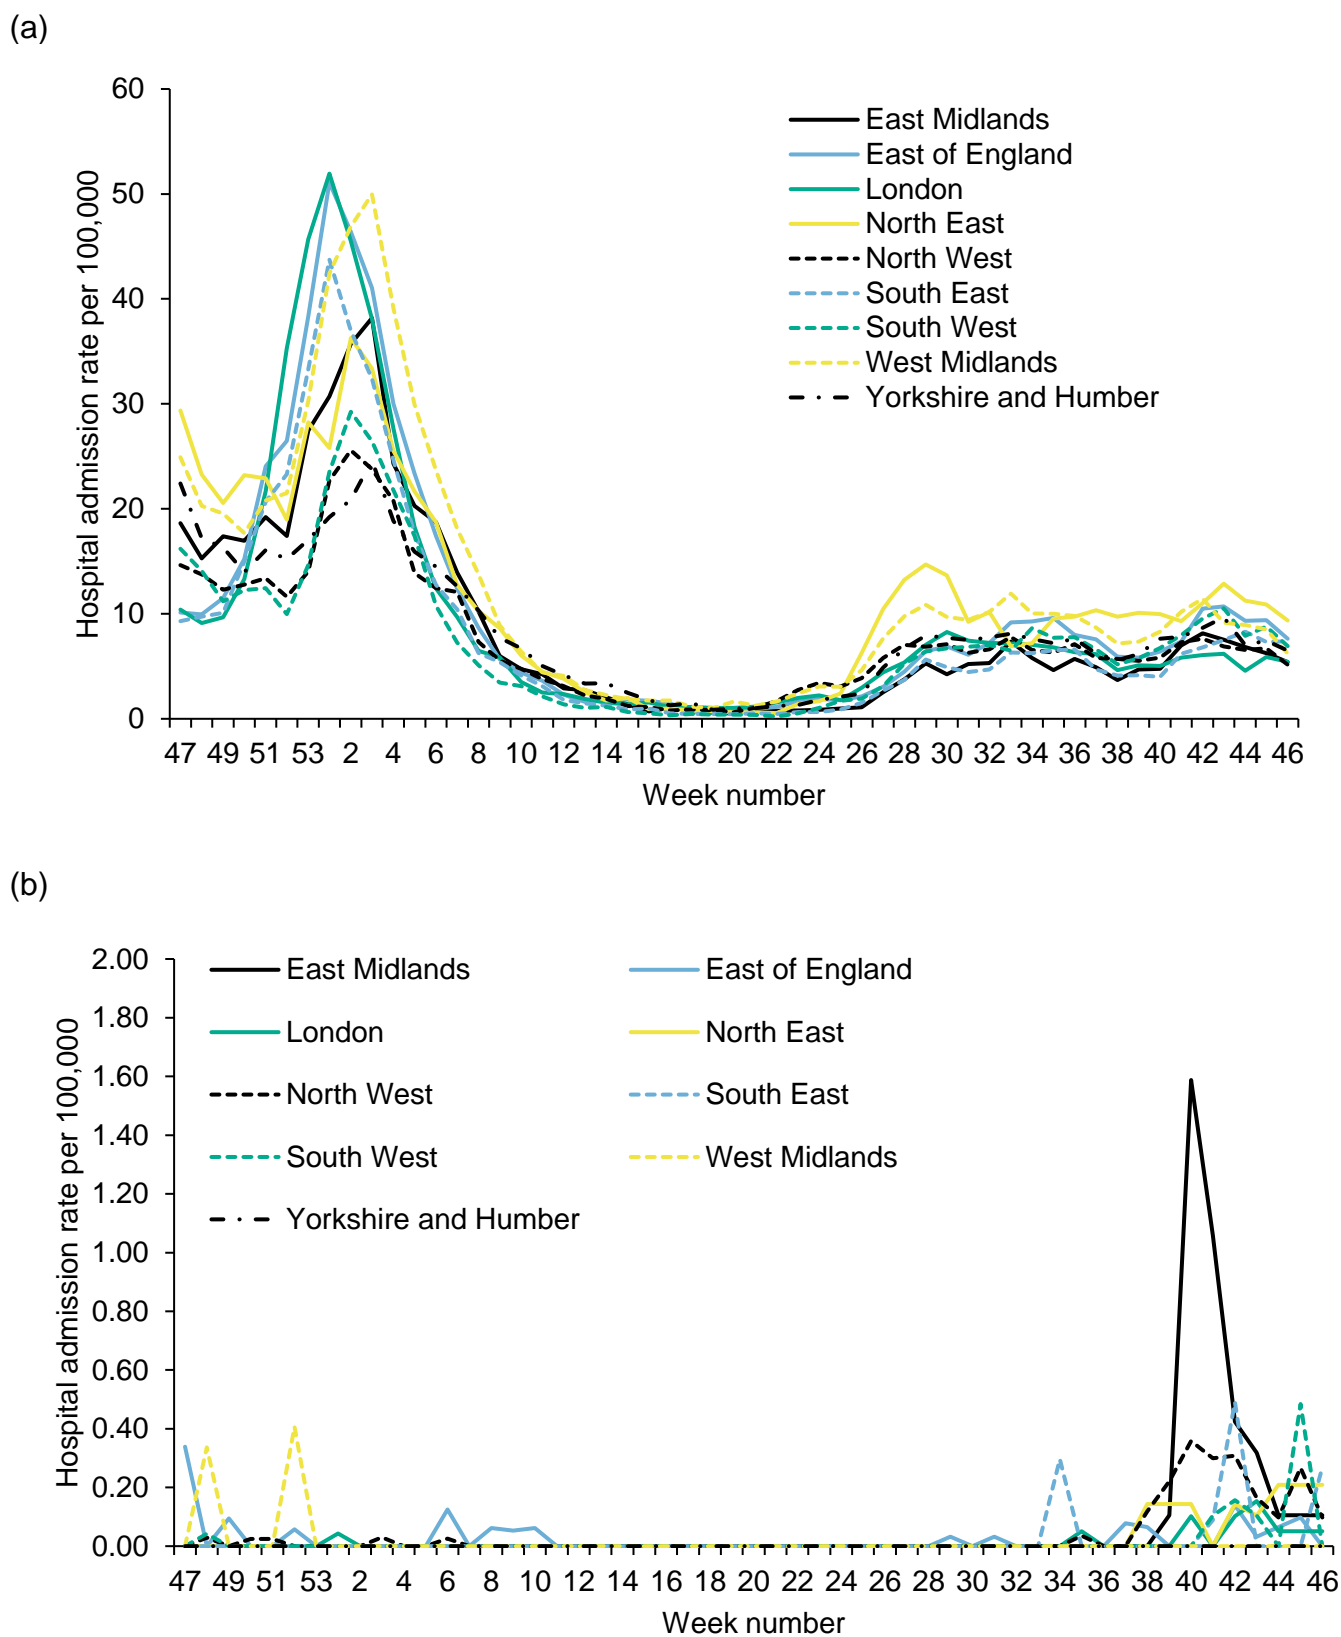 (a)
60
50
40
30
20
10
0
Hospital admission rate per 100,000
East Midlands
East of England
London
North East
North West
South East
South West
West Midlands
Yorkshire and Humber
47 49 51 53 2 4 6 8 10 12 14 16 18 20 22 24 26 28 30 32 34 36 38 40 42 44 46
Week number
(b)
2.00
1.80
1.60
1.40
1.20
1.00
0.80
0.60
0.40
0.20
0.00
Hospital admission rate per 100,000
East Midlands East of England
London North East
North West South East
South West West Midlands
Yorkshire and Humber
47 49 51 53 2 4 6 8 10 12 14 16 18 20 22 24 26 28 30 32 34 36 38 40 42 44 46
Week number